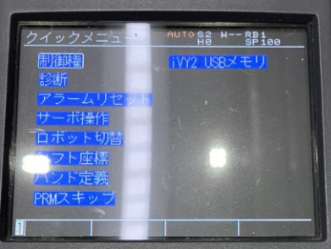 クイックメニュー AUTO S2 W-- RB1
H0 SP100
制御権 iVY2 USBメモリ
診断
アラームリセット
サーボ操作
ロボット切替
シフト座標
ハンド定義
PRMスキップ